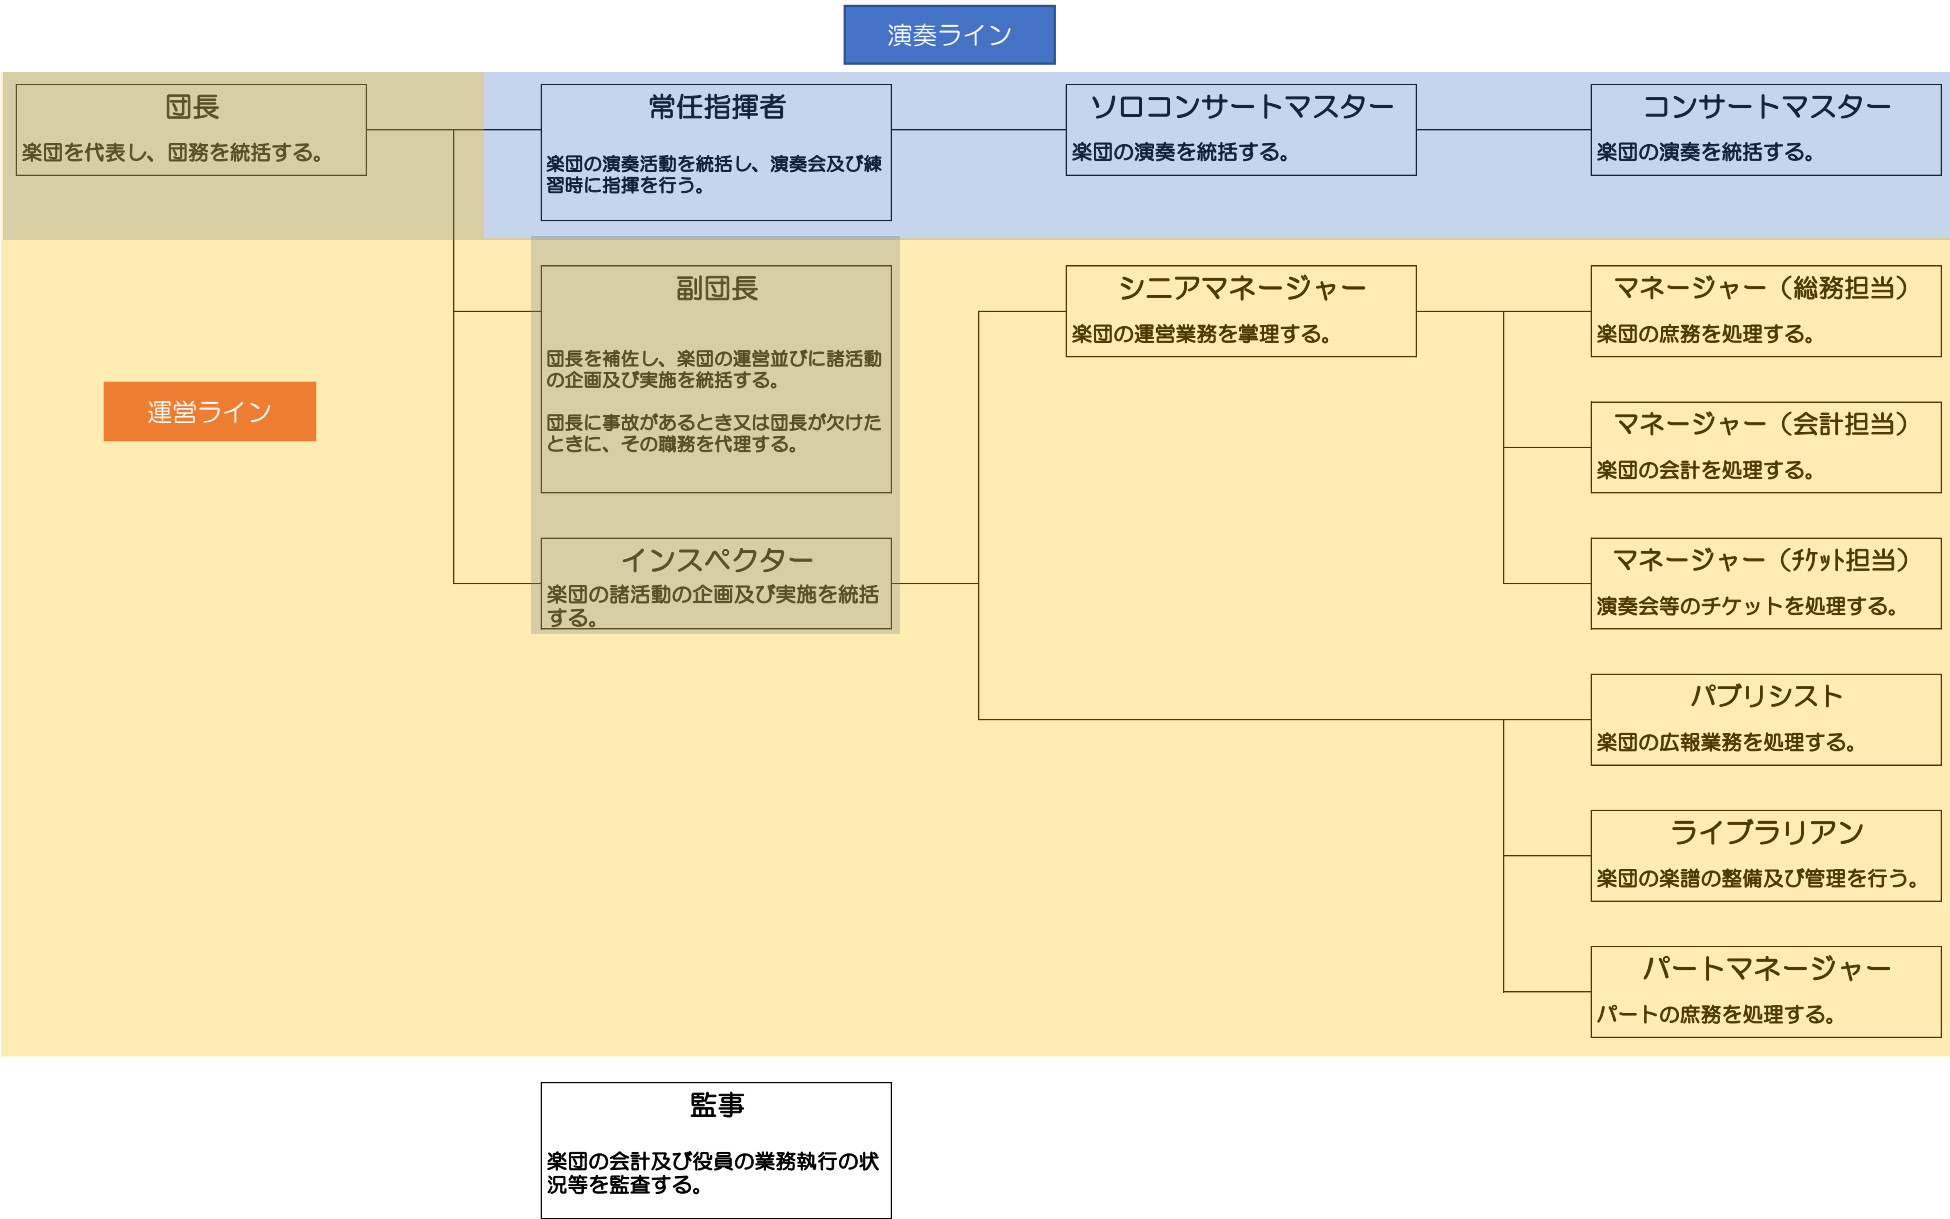 演奏ライン
団長
楽団を代表し、団務を統括する。
常任指揮者
楽団の演奏活動を統括し、演奏会及び練
習時に指揮を行う。
ソロコンサートマスター
楽団の演奏を統括する。
コンサートマスター
楽団の演奏を統括する。
運営ライン
副団長
団長を補佐し、楽団の運営並びに諸活動
の企画及び実施を統括する。
団長に事故があるとき又は団長が欠けた
ときに、その職務を代理する。
インスペクター
楽団の諸活動の企画及び実施を統括
する。
シニアマネージャー
楽団の運営業務を掌理する。
マネージャー（総務担当）
楽団の庶務を処理する。
マネージャー（会計担当）
楽団の会計を処理する。
マネージャー（ﾁｹｯﾄ担当）
演奏会等のチケットを処理する。
パブリシスト
楽団の広報業務を処理する。
ライブラリアン
楽団の楽譜の整備及び管理を行う。
パートマネージャー
パートの庶務を処理する。
監事
楽団の会計及び役員の業務執行の状
況等を監査する。